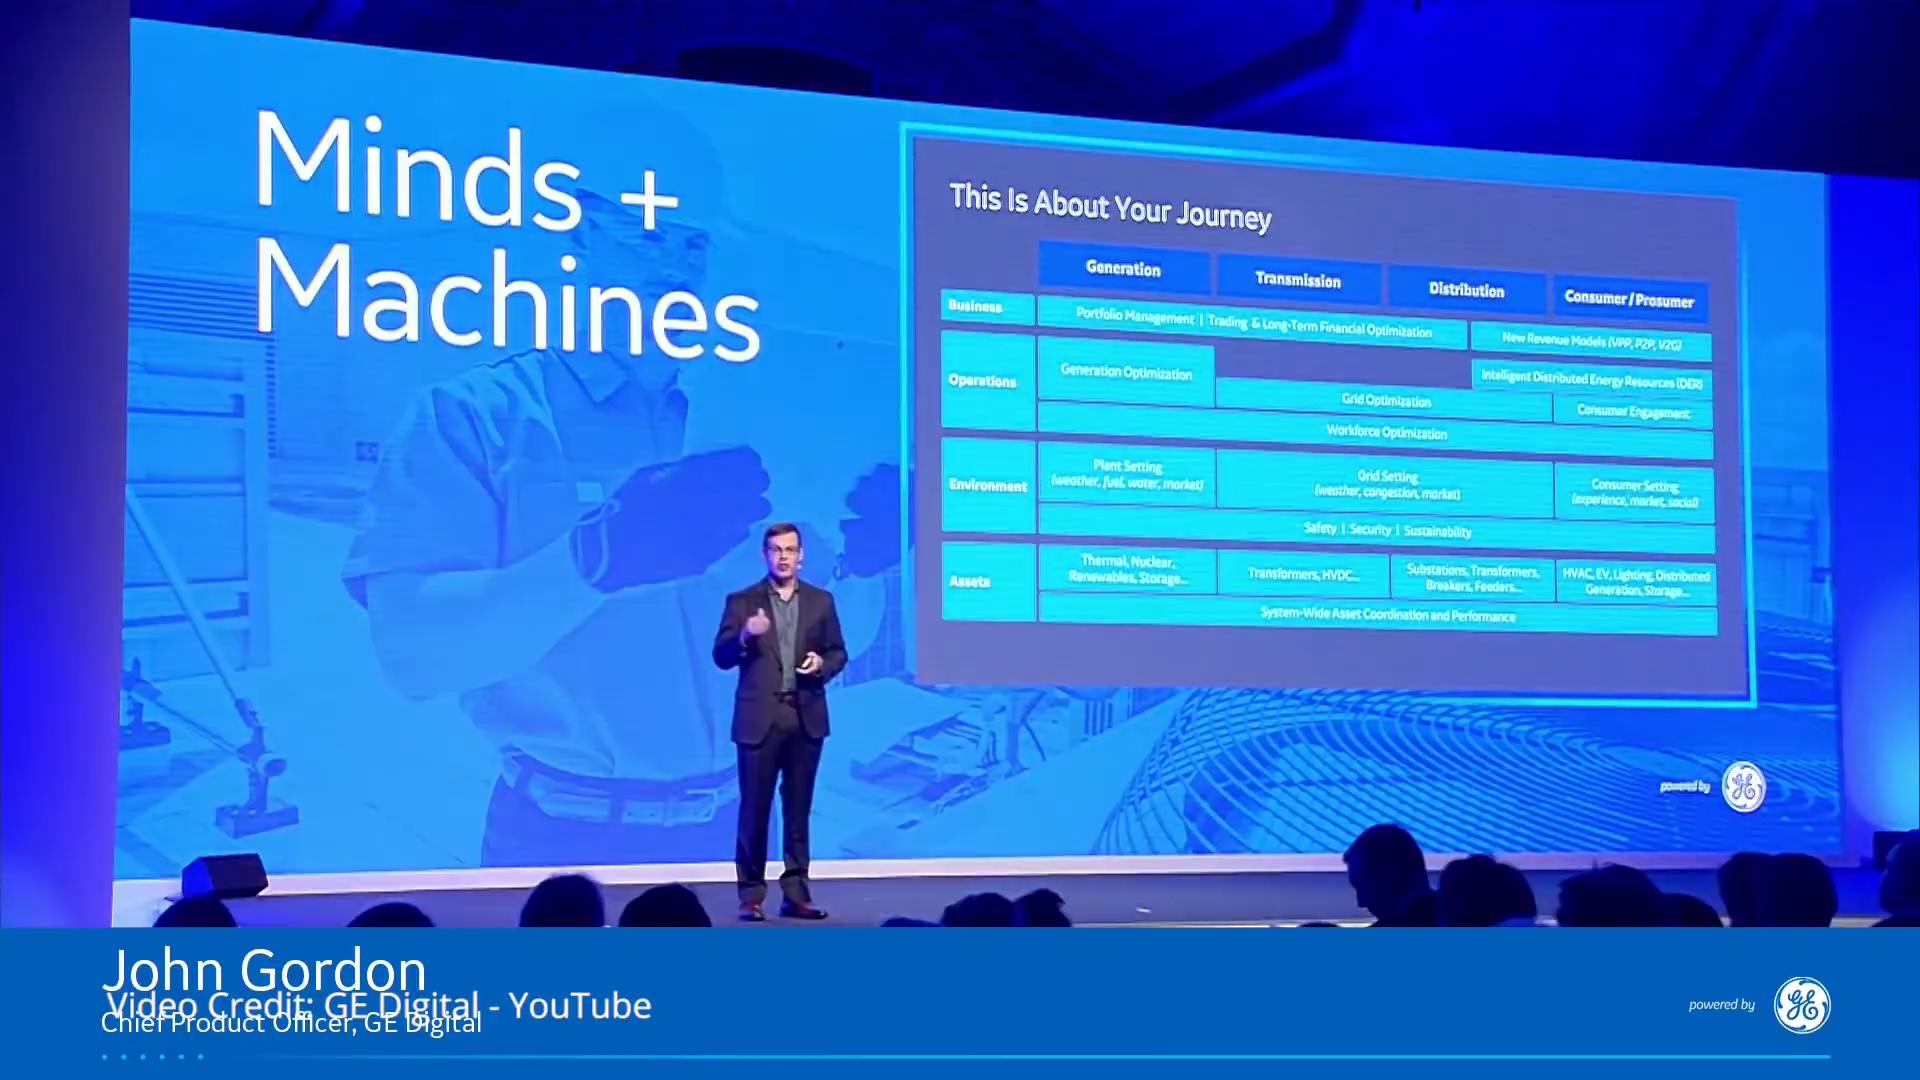 Minds +
Machines
This Is About Your Journey
Generation
Transmission
Distribution
Consumer / Prosumer
Business
Portfolio Management | Trading & Long-Term Financial Optimization
New Revenue Models (VPP, P2P, V2G)
Operations
Generation Optimization
Intelligent Distributed Energy Resources (DER)
Grid Optimization
Consumer Engagement
Workforce Optimization
Environment
Plant Setting
(weather, fuel, water, market)
Grid Setting
(weather, congestion, market)
Consumer Setting
(experience, market, social)
Safety | Security | Sustainability
Assets
Thermal, Nuclear,
Renewables, Storage...
Transformers, HVDC...
Substations, Transformers,
Breakers, Feeders...
HVAC, EV, Lighting, Distributed
Generation, Storage...
System-Wide Asset Coordination and Performance
powered by
GE
John Gordon
Video Credit: GE Digital - YouTube
Chief Product Officer, GE Digital
powered by
GE